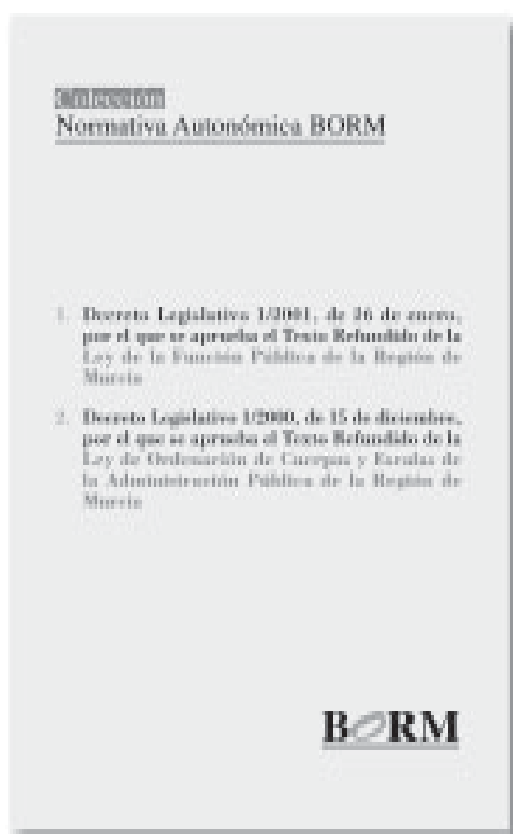 Colección
Normativa Autonómica BORM
1. Decreto Legislativo 1/2001, de 26 de enero,
por el que se aprueba el Texto Refundido de la
Ley de la Función Pública de la Región de
Murcia
2. Decreto Legislativo 1/2000, de 15 de diciembre,
por el que se aprueba el Texto Refundido de la
Ley de Ordenación de Cuerpos y Escalas de
la Administración Pública de la Región de
Murcia
BORM